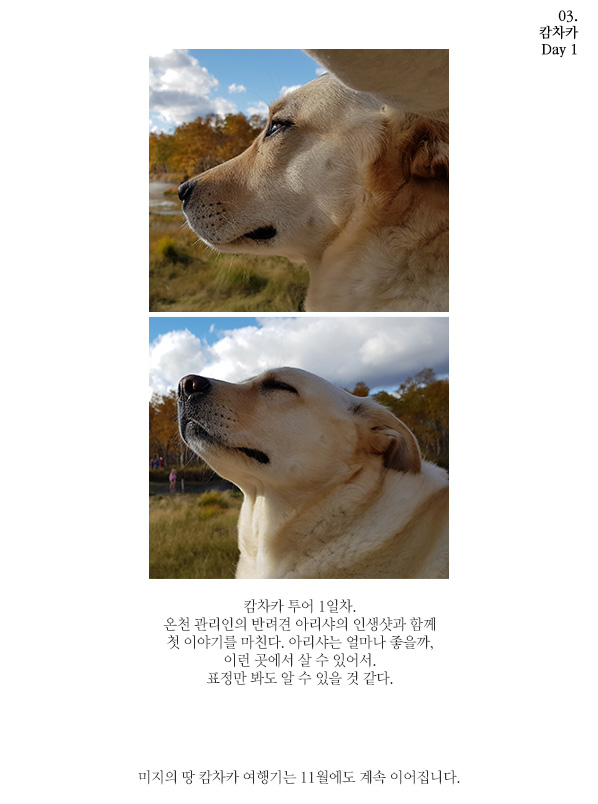 03.
캄차카
Day 1
캄차카 투어 1일차.
온천 관리인의 반려견 아리샤의 인생샷과 함께
첫 이야기를 마친다. 아리샤는 얼마나 좋을까,
이런 곳에서 살 수 있어서.
표정만 봐도 알 수 있을 것 같다.
미지의 땅 캄차카 여행기는 11월에도 계속 이어집니다.